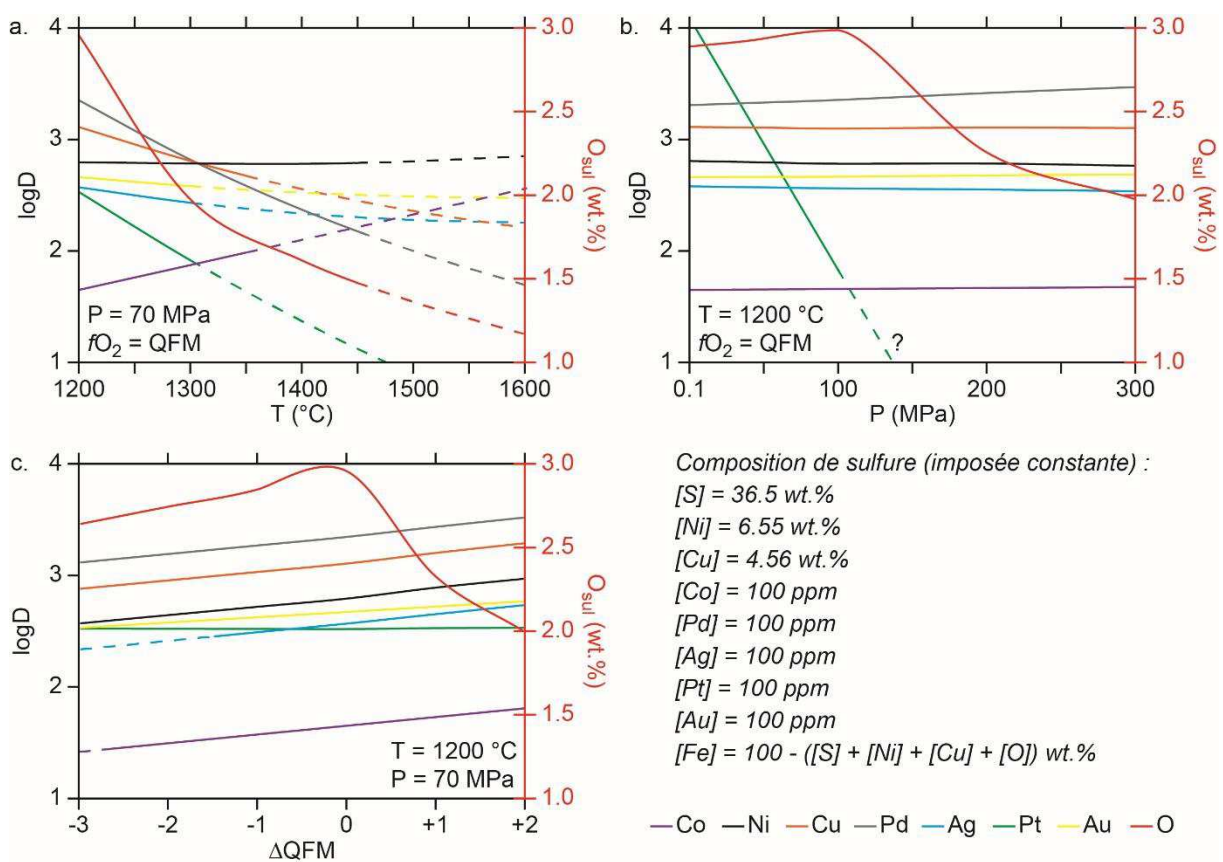 a.
4
3
2
1
logD
3.0
2.5
2.0
1.5
1.0
Osul (wt.%)
P = 70 MPa
fO2 = QFM
1200 1300 1400 1500 1600
T (°C)
b.
4
3
2
1
logD
3.0
2.5
2.0
1.5
1.0
Osul (wt.%)
T = 1200 °C
fO2 = QFM
?
0.1 100 200 300
P (MPa)
c.
4
3
2
1
logD
3.0
2.5
2.0
1.5
1.0
Osul (wt.%)
T = 1200 °C
P = 70 MPa
-3 -2 -1 0 +1 +2
ΔQFM
Composition de sulfure (imposée constante) :
[S] = 36.5 wt.%
[Ni] = 6.55 wt.%
[Cu] = 4.56 wt.%
[Co] = 100 ppm
[Pd] = 100 ppm
[Ag] = 100 ppm
[Pt] = 100 ppm
[Au] = 100 ppm
[Fe] = 100 - ([S] + [Ni] + [Cu] + [O]) wt.%
Co Ni Cu Pd Ag Pt Au O